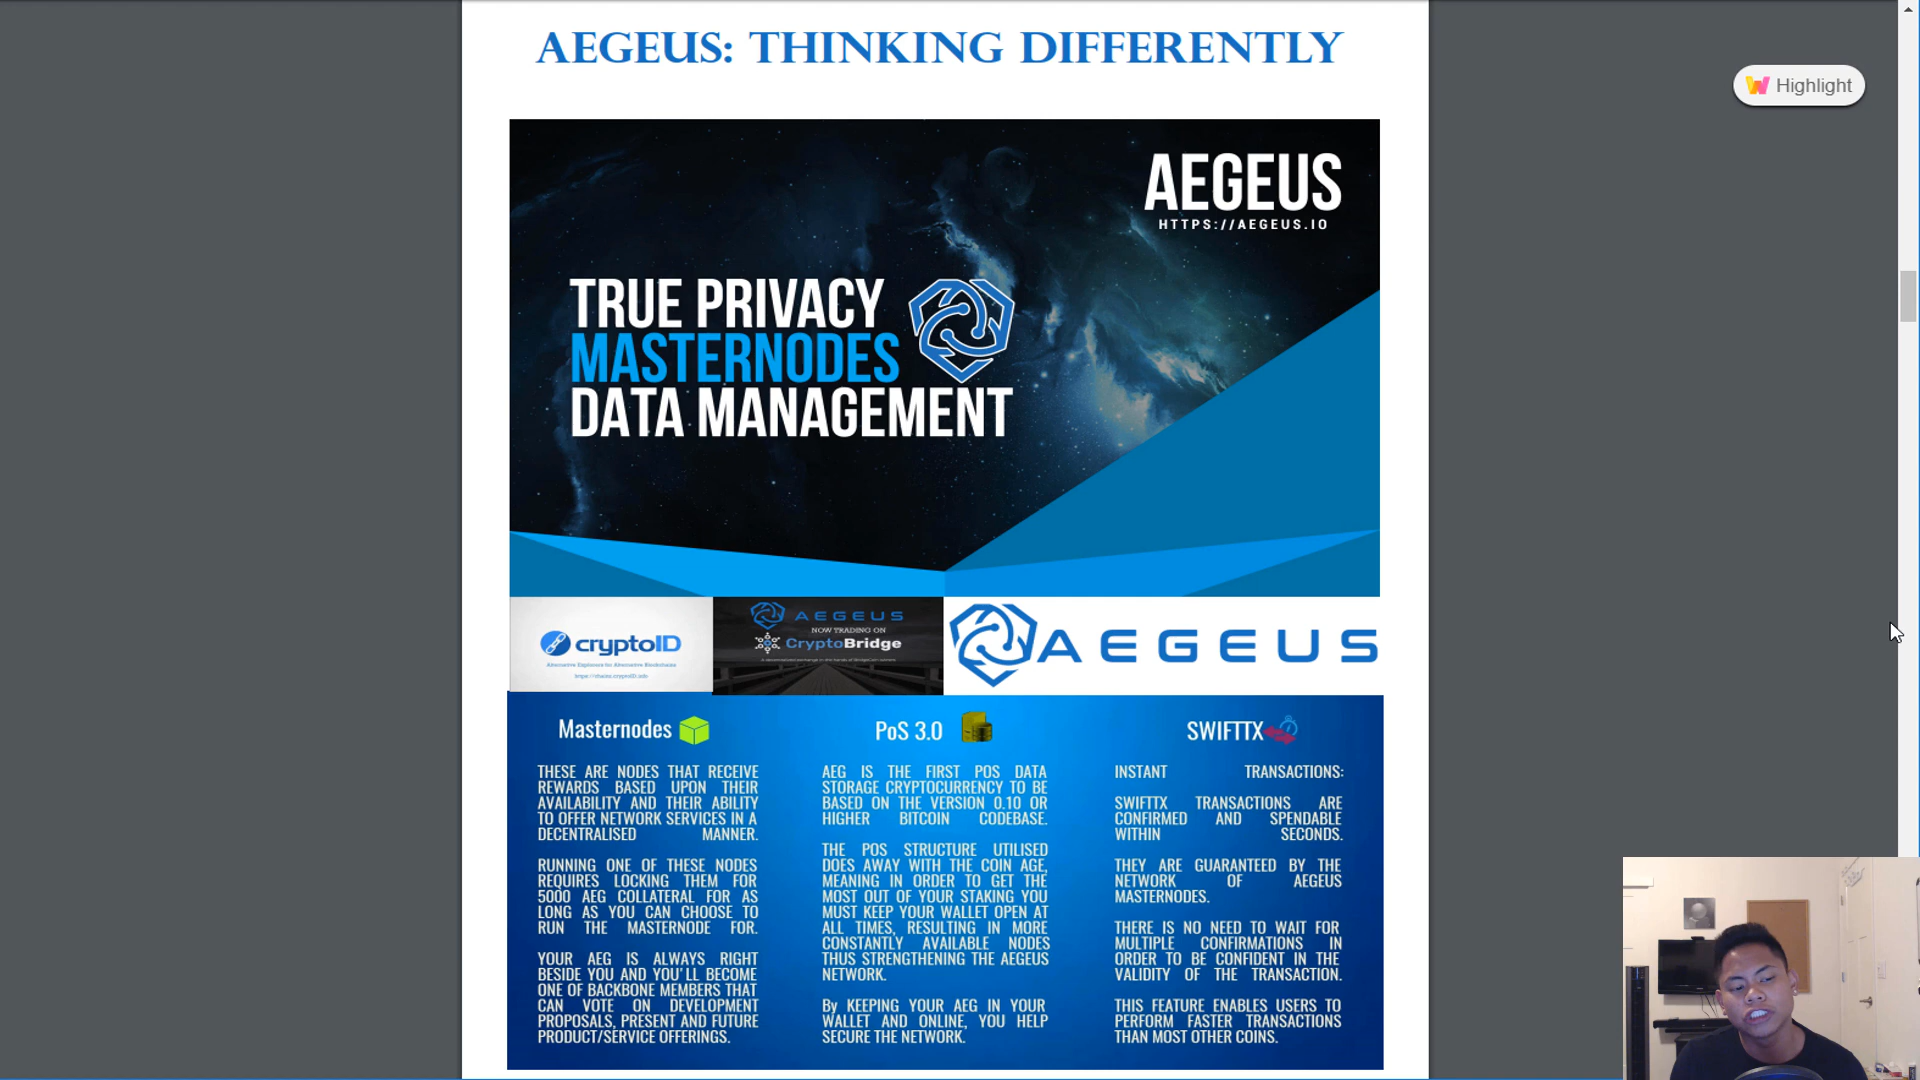 AEGEUS: THINKING DIFFERENTLY
Highlight
AEGEUS
HTTPS://AEGEUS.IO
TRUE PRIVACY
MASTERNODES
DATA MANAGEMENT
cryptoID
Alternative Explorers for Alternative Blockchains
https://chainz.cryptoID.info
AEGEUS
NOW TRADING ON
CryptoBridge
AEGEUS
Masternodes
THESE ARE NODES THAT RECEIVE
REWARDS BASED UPON THEIR
AVAILABILITY AND THEIR ABILITY
TO OFFER NETWORK SERVICES IN A
DECENTRALISED MANNER.
RUNNING ONE OF THESE NODES
REQUIRES LOCKING THEM FOR
5000 AEG COLLATERAL FOR AS
LONG AS YOU CAN CHOOSE TO
RUN THE MASTERNODE FOR.
YOUR AEG IS ALWAYS RIGHT
BESIDE YOU AND YOU'LL BECOME
ONE OF BACKBONE MEMBERS THAT
CAN VOTE ON DEVELOPMENT
PROPOSALS, PRESENT AND FUTURE
PRODUCT/SERVICE OFFERINGS.
PoS 3.0
AEG IS THE FIRST POS DATA
STORAGE CRYPTOCURRENCY TO BE
BASED ON THE VERSION 0.10 OR
HIGHER BITCOIN CODEBASE.
THE POS STRUCTURE UTILISED
DOES AWAY WITH THE COIN AGE,
MEANING IN ORDER TO GET THE
MOST OUT OF YOUR STAKING YOU
MUST KEEP YOUR WALLET OPEN AT
ALL TIMES, RESULTING IN MORE
CONSTANTLY AVAILABLE NODES
THUS STRENGTHENING THE AEGEUS
NETWORK.
By KEEPING YOUR AEG IN YOUR
WALLET AND ONLINE, YOU HELP
SECURE THE NETWORK.
SWIFTTX
INSTANT TRANSACTIONS:
SWIFTTX TRANSACTIONS ARE
CONFIRMED AND SPENDABLE
WITHIN SECONDS.
THEY ARE GUARANTEED BY THE
NETWORK OF AEGEUS
MASTERNODES.
THERE IS NO NEED TO WAIT FOR
MULTIPLE CONFIRMATIONS IN
ORDER TO BE CONFIDENT IN THE
VALIDITY OF THE TRANSACTION.
THIS FEATURE ENABLES USERS TO
PERFORM FASTER TRANSACTIONS
THAN MOST OTHER COINS.